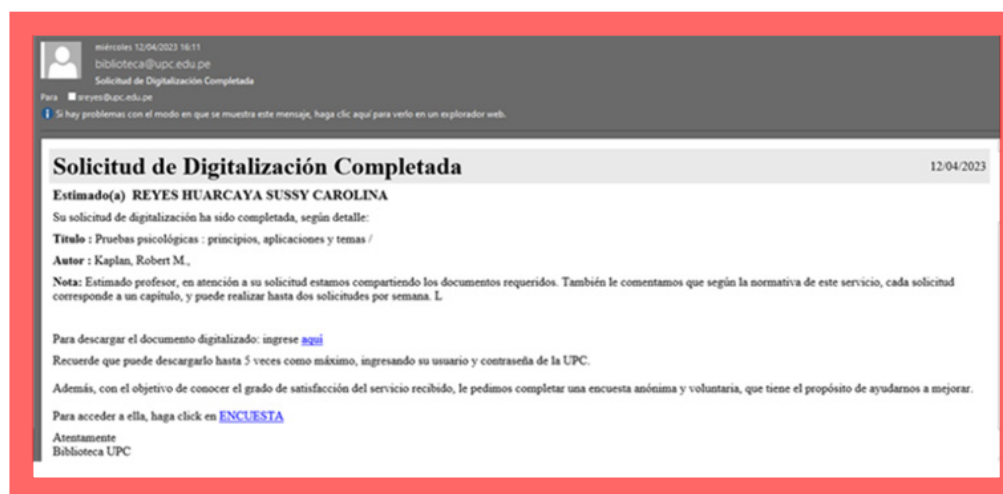 miércoles 12/04/2023 16:11
biblioteca@upc.edu.pe
Solicitud de Digitalización Completada
Para sreyes@upc.edu.pe
Si hay problemas con el modo en que se muestra este mensaje, haga clic aquí para verlo en un explorador web.
Solicitud de Digitalización Completada 12/04/2023
Estimado(a) REYES HUARCAYA SUSSY CAROLINA
Su solicitud de digitalización ha sido completada, según detalle:
Título : Pruebas psicológicas : principios, aplicaciones y temas /
Autor : Kaplan, Robert M.,
Nota: Estimado profesor, en atención a su solicitud estamos compartiendo los documentos requeridos. También le comentamos que según la normativa de este servicio, cada solicitud
corresponde a un capítulo, y puede realizar hasta dos solicitudes por semana. L
Para descargar el documento digitalizado: ingrese aquí
Recuerde que puede descargarlo hasta 5 veces como máximo, ingresando su usuario y contraseña de la UPC.
Además, con el objetivo de conocer el grado de satisfacción del servicio recibido, le pedimos completar una encuesta anónima y voluntaria, que tiene el propósito de ayudarnos a mejorar.
Para acceder a ella, haga click en ENCUESTA
Atentamente
Biblioteca UPC